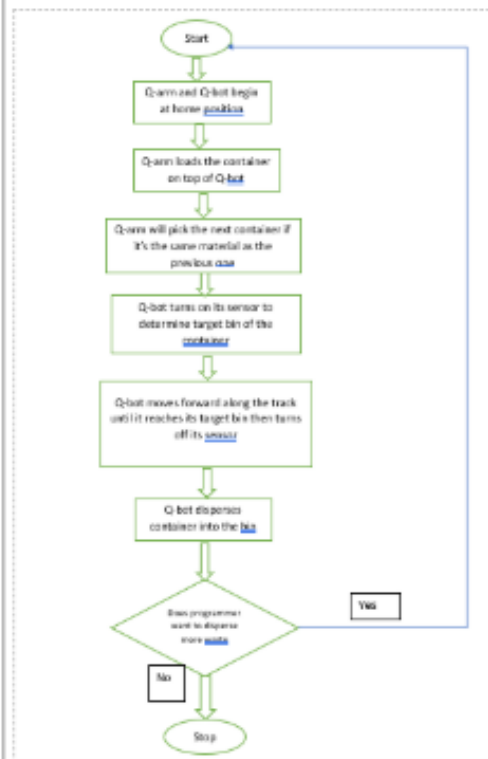 Start
Q-arm and Q-bot begin
at home position
Q-arm loads the container
on top of Q-bot
Q-arm will pick the next container if
it's the same material as the
previous one
Q-bot turns on its sensor to
determine target bin of the
container
Q-bot moves forward along the track
until it reaches its target bin then turns
off its sensor
Q-bot disperses
container into the bin
Does programmer
want to disperse
more waste
Yes
No
Stop